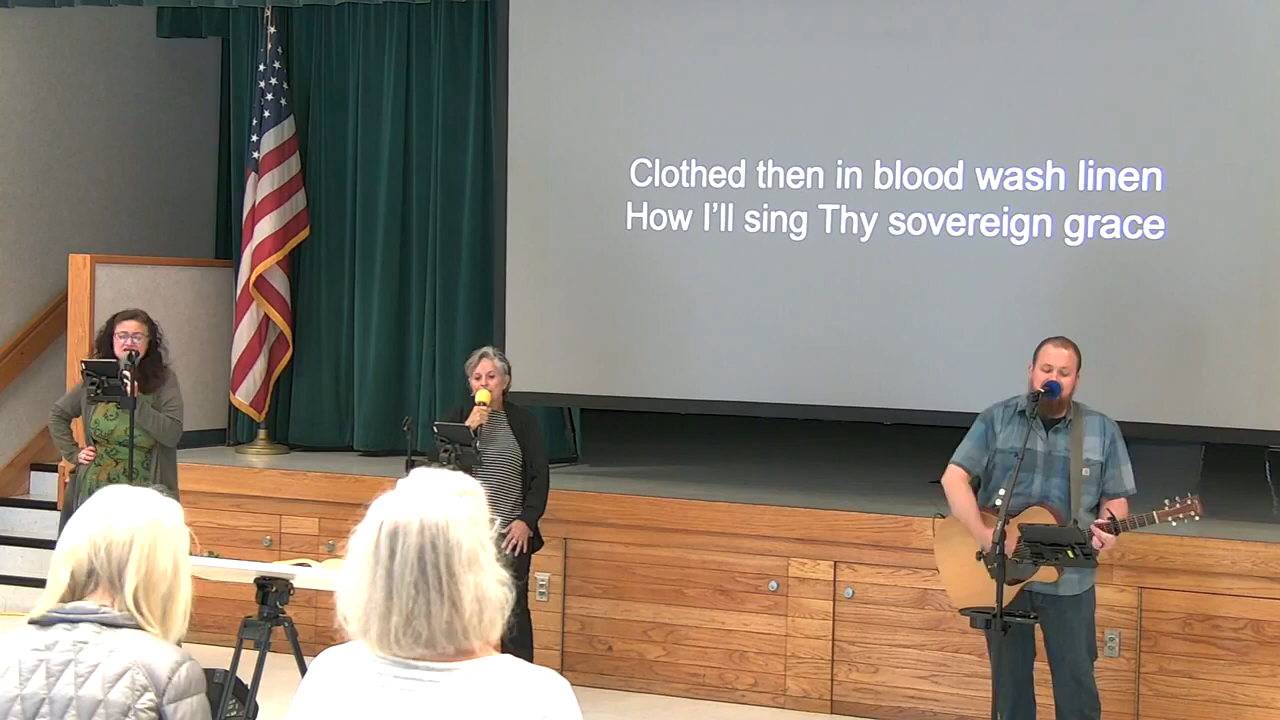 Clothed then in blood wash linen
How I’ll sing Thy sovereign grace